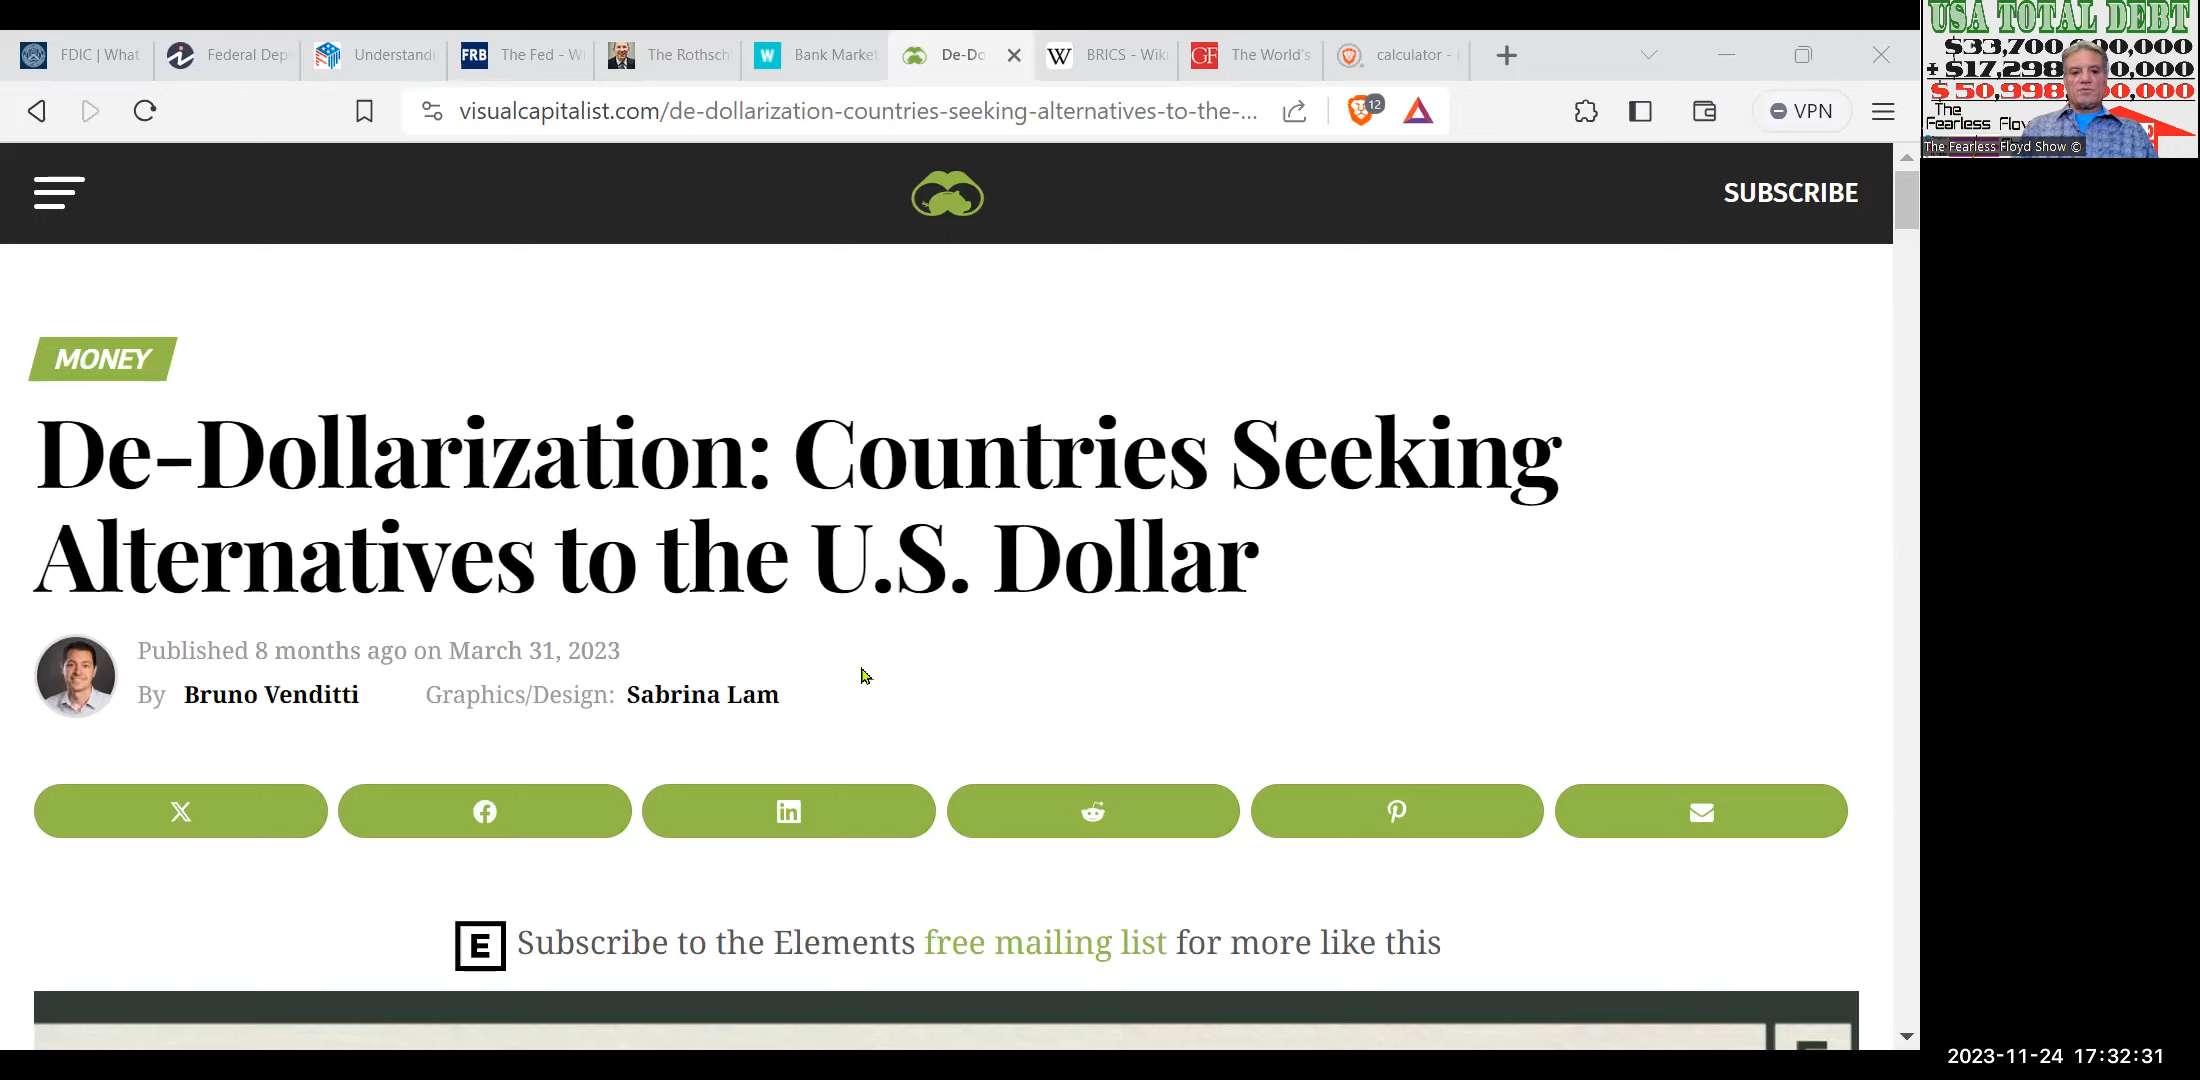 FDIC | What
Federal Dep
Understandi
FRB The Fed - W
The Rothsch
W Bank Market
De-Do
W BRICS - Wiki
GF The World's
calculator -
visualcapitalist.com/de-dollarization-countries-seeking-alternatives-to-the-...
12
VPN
SUBSCRIBE
MONEY
De-Dollarization: Countries Seeking
Alternatives to the U.S. Dollar
Published 8 months ago on March 31, 2023
By Bruno Venditti Graphics/Design: Sabrina Lam
E Subscribe to the Elements free mailing list for more like this
USA TOTAL DEBT
The
Fearless
The Fearless Floyd Show ©
2023-11-24 17:32:31